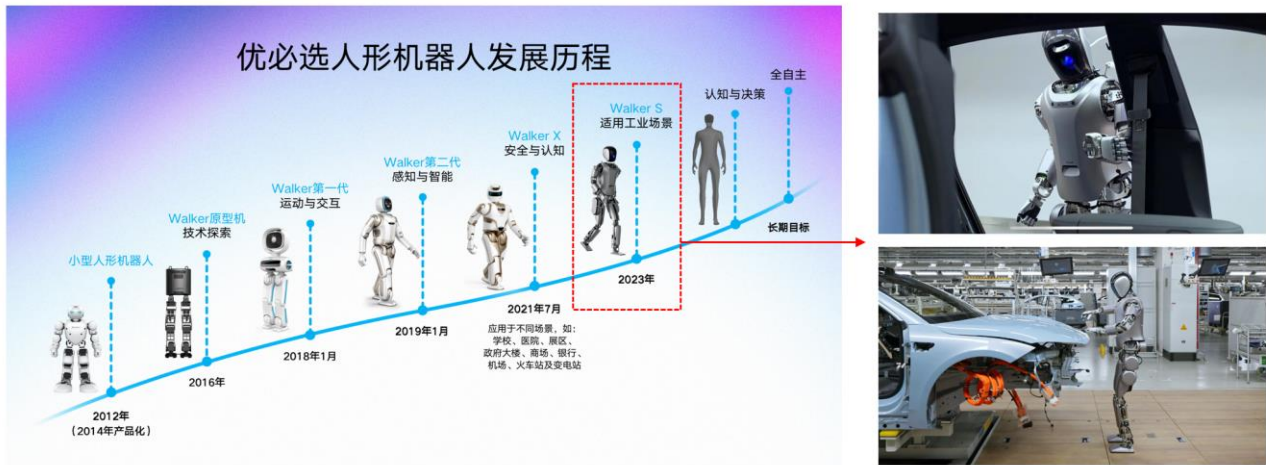 优必选人形机器人发展历程
小型人形机器人
2012年
(2014年产品化)
Walker原型机
技术探索
2016年
Walker第一代
运动与交互
2018年1月
Walker第二代
感知与智能
2019年1月
Walker X
安全与认知
2021年7月
应用于不同场景，如：
学校、医院、展区、
政府大楼、商场、银行、
机场、火车站及变电站
Walker S
适用工业场景
2023年
认知与决策
全自主
长期目标